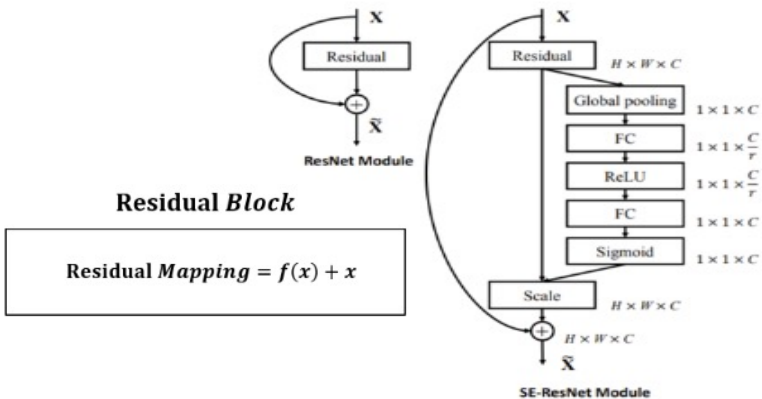 X
Residual
+
X̃
ResNet Module
Residual Block
Residual Mapping = f(x) + x
X
Residual
H × W × C
Global pooling
1 × 1 × C
FC
1 × 1 × C/r
ReLU
1 × 1 × C/r
FC
1 × 1 × C
Sigmoid
1 × 1 × C
Scale
H × W × C
+
H × W × C
X̃
SE-ResNet Module